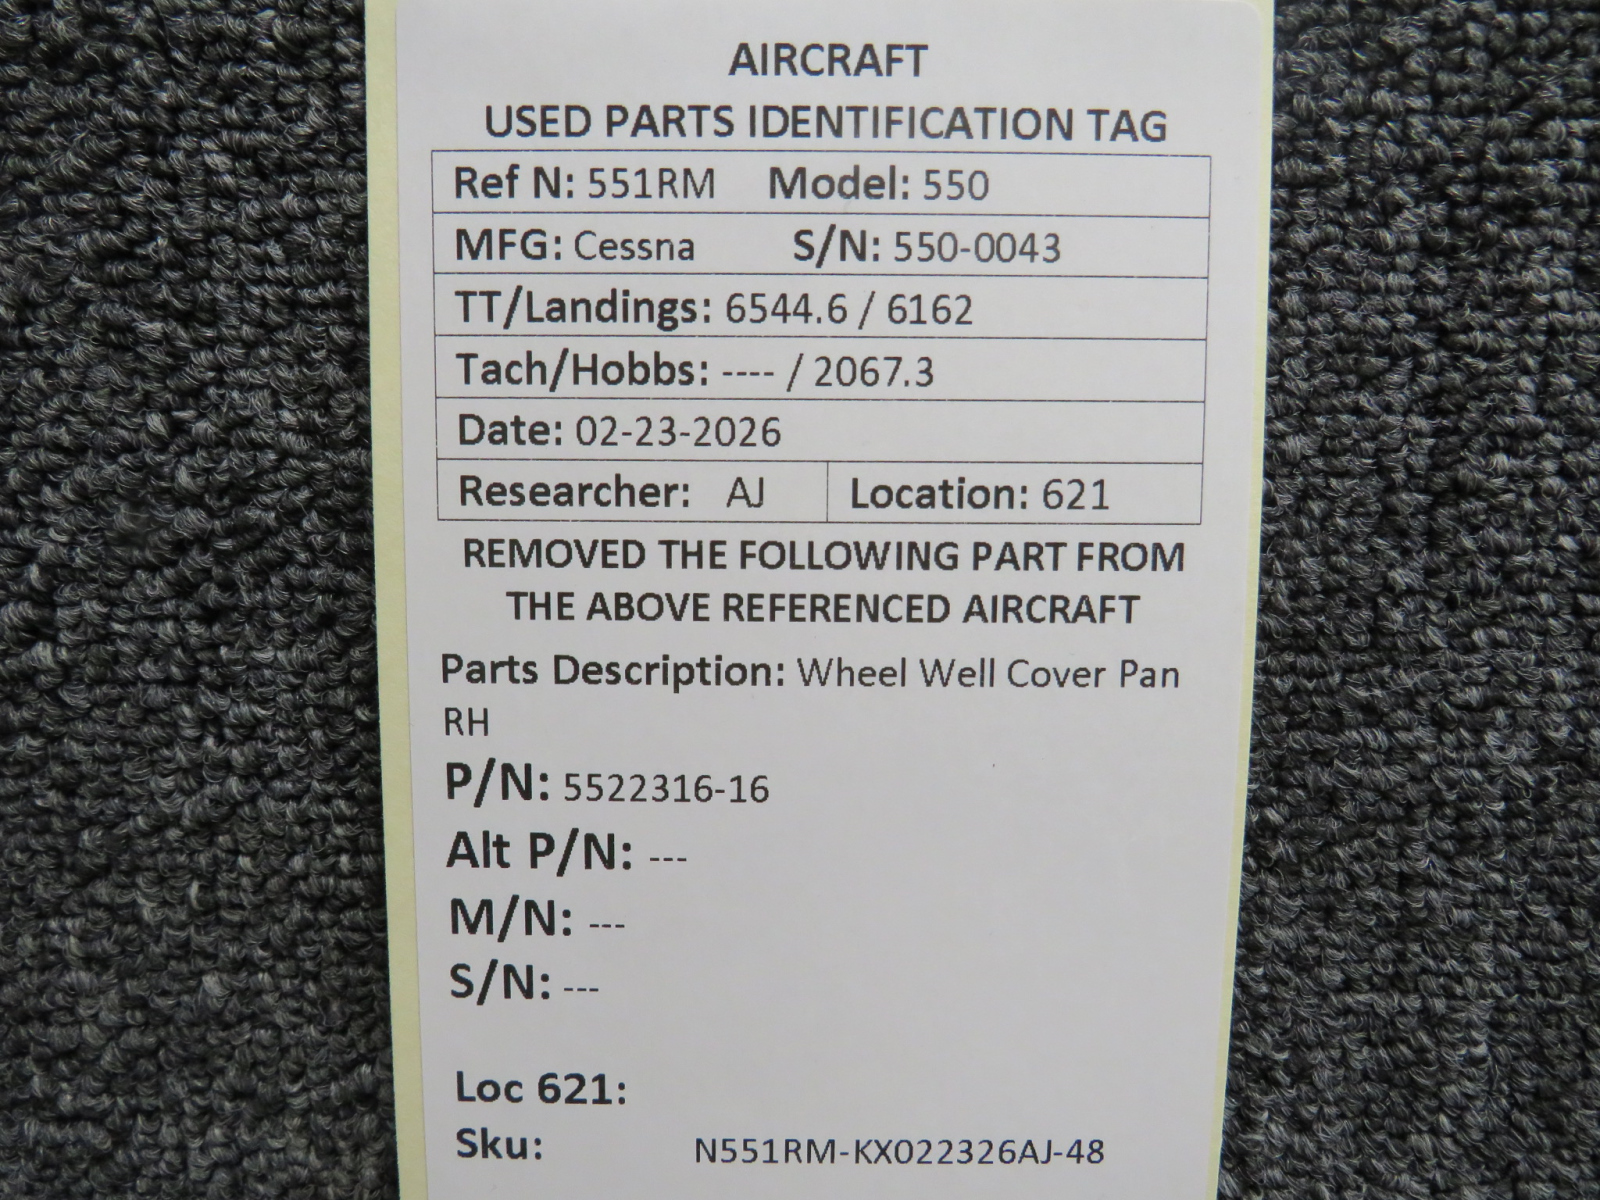 AIRCRAFT
USED PARTS IDENTIFICATION TAG
Ref N: 551RM Model: 550
MFG: Cessna S/N: 550-0043
TT/Landings: 6544.6 / 6162
Tach/Hobbs: ---- / 2067.3
Date: 02-23-2026
Researcher: AJ Location: 621
REMOVED THE FOLLOWING PART FROM
THE ABOVE REFERENCED AIRCRAFT
Parts Description: Wheel Well Cover Pan
RH
P/N: 5522316-16
Alt P/N: ---
M/N: ---
S/N: ---
Loc 621:
Sku: N551RM-KX022326AJ-48